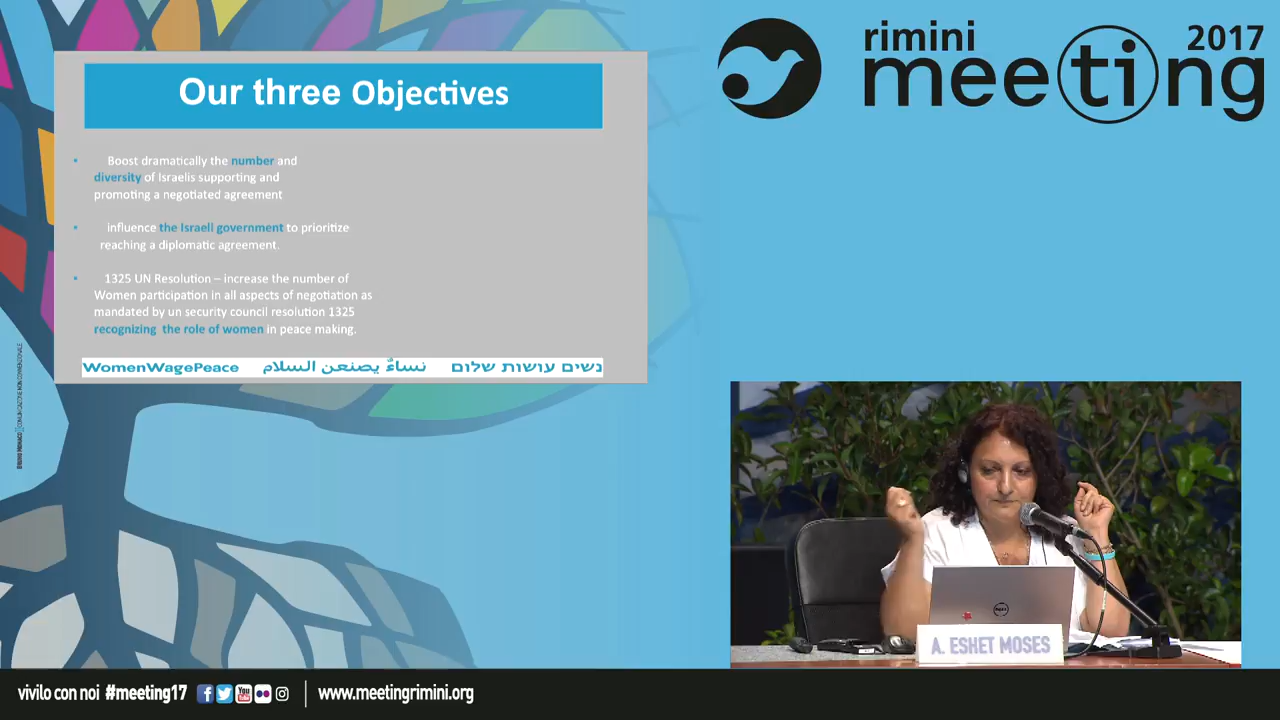 Our three Objectives
• Boost dramatically the number and
diversity of Israelis supporting and
promoting a negotiated agreement
• influence the Israeli government to prioritize
reaching a diplomatic agreement.
• 1325 UN Resolution – increase the number of
Women participation in all aspects of negotiation as
mandated by un security council resolution 1325
recognizing the role of women in peace making.
WomenWagePeace نساءٌ يصنعن السلام נשים עושות שלום
rimini 2017
meeting
A. ESHET MOSES
DELL
vivilo con noi #meeting17
You
Tube
www.meetingrimini.org